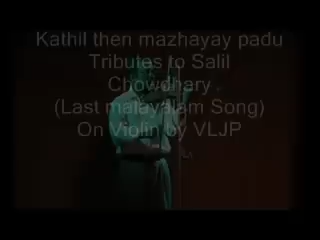 Kathil then mazhayay padu
Tributes to Salil
Chowdhary
(Last malayalam Song)
On Violin by VLJP